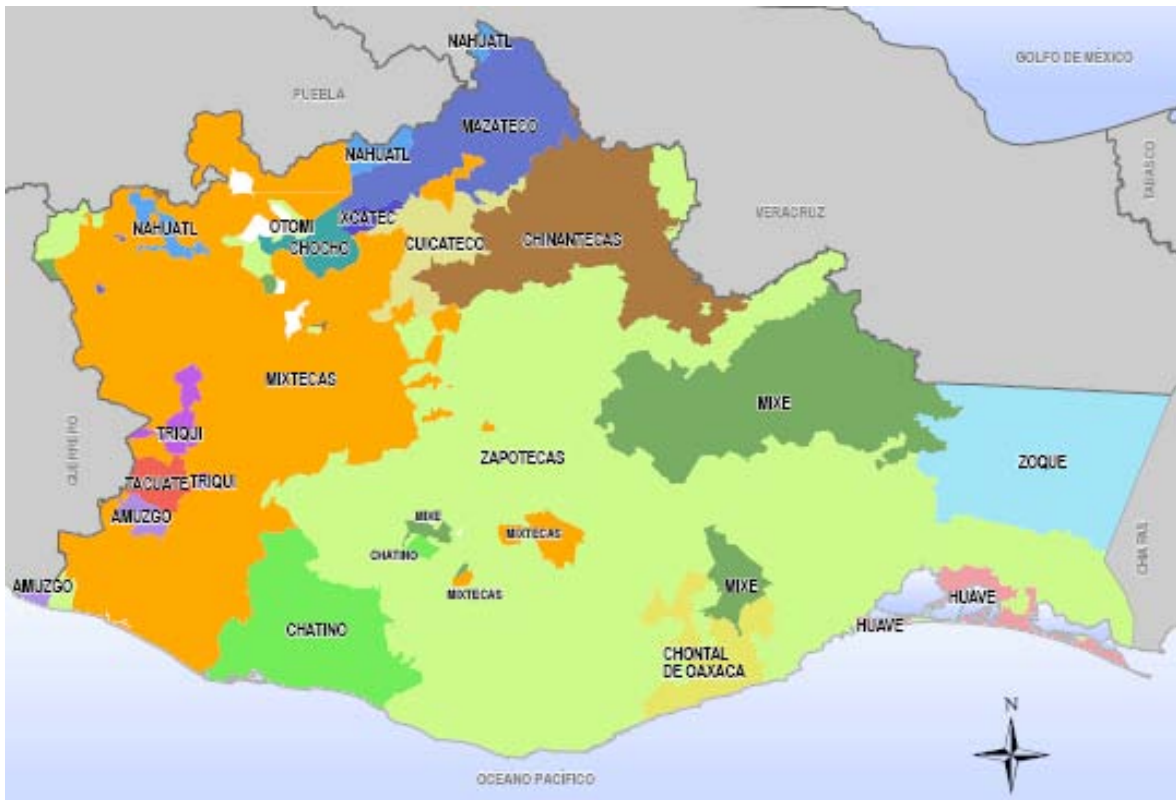 NAHUATL
GOLFO DE MÉXICO
PUEBLA
MAZATECO
NAHUATL
TABASCO
XCATEC
VERACRUZ
NAHUATL
OTOMI
CHOCHO
CUICATECO
CHINANTECAS
MIXTECAS
MIXE
GUERRERO
TRIQUI
ZAPOTECAS
ZOQUE
TACUATE
TRIQUI
AMUZGO
MIXE
MIXTECAS
CHATINO
CHIAPAS
AMUZGO
MIXTECAS
MIXE
HUAVE
HUAVE
CHATINO
CHONTAL
DE OAXACA
N
OCEANO PACÍFICO